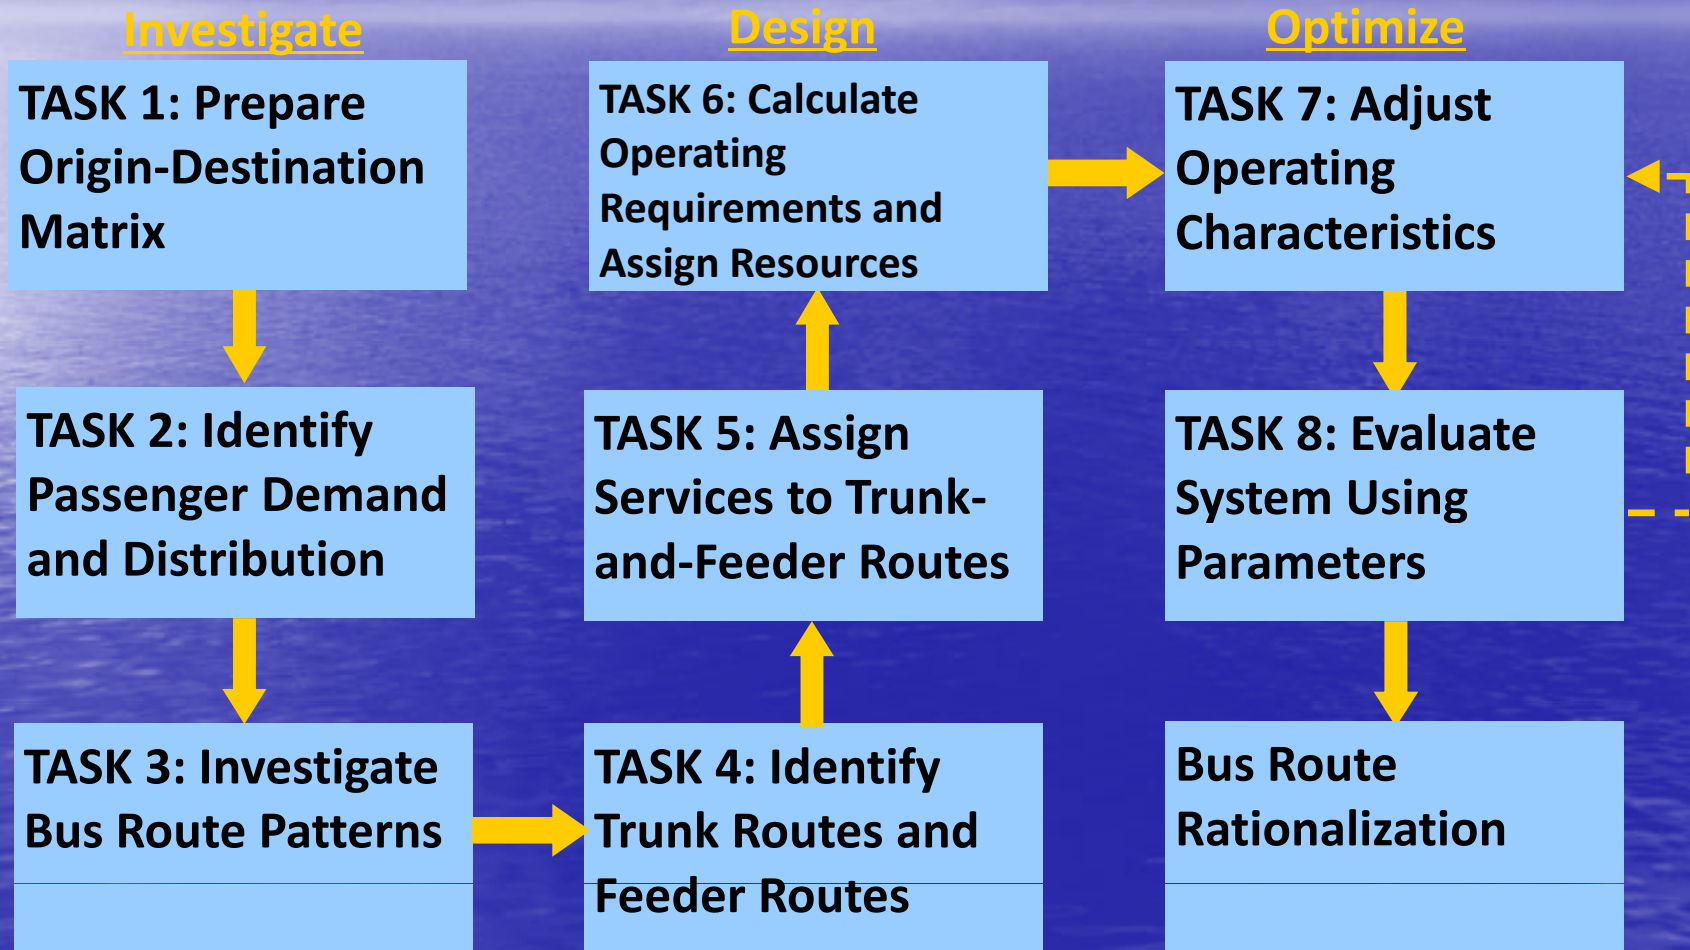 Investigate
TASK 1: Prepare
Origin-Destination
Matrix
TASK 2: Identify
Passenger Demand
and Distribution
TASK 3: Investigate
Bus Route Patterns
Design
TASK 6: Calculate
Operating
Requirements and
Assign Resources
TASK 5: Assign
Services to Trunk-
and-Feeder Routes
TASK 4: Identify
Trunk Routes and
Feeder Routes
Optimize
TASK 7: Adjust
Operating
Characteristics
TASK 8: Evaluate
System Using
Parameters
Bus Route
Rationalization